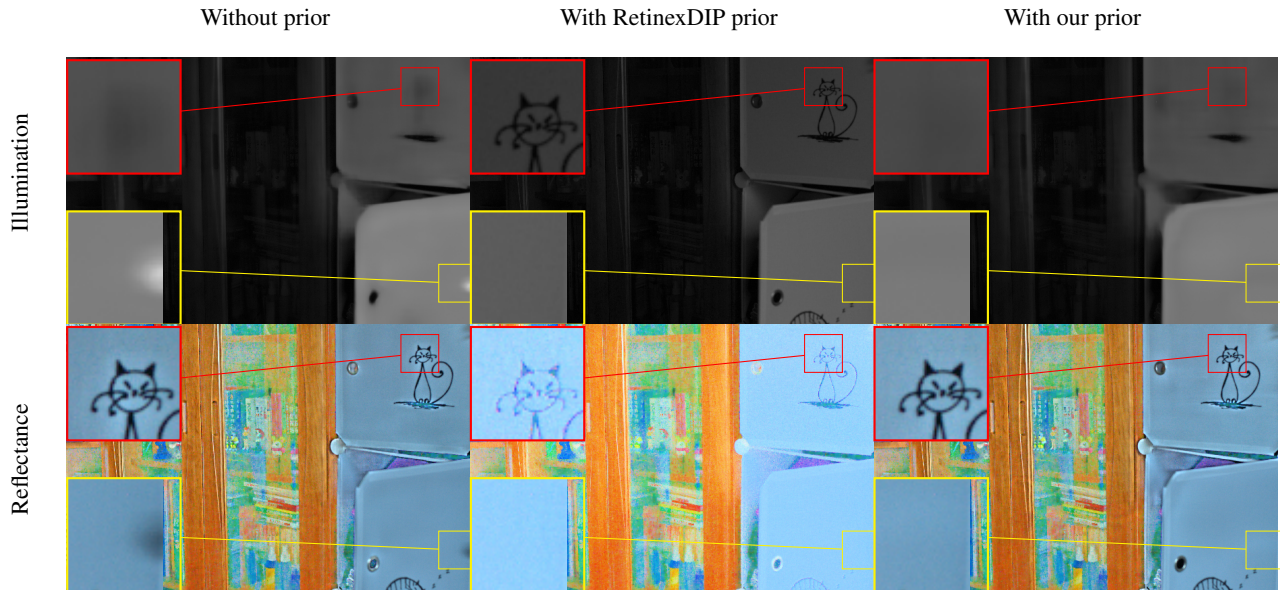 Without prior
With RetinexDIP prior
With our prior
Illumination
Reflectance